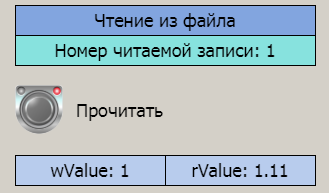 Чтение из файла
Номер читаемой записи: 1
Прочитать
wValue: 1 rValue: 1.11